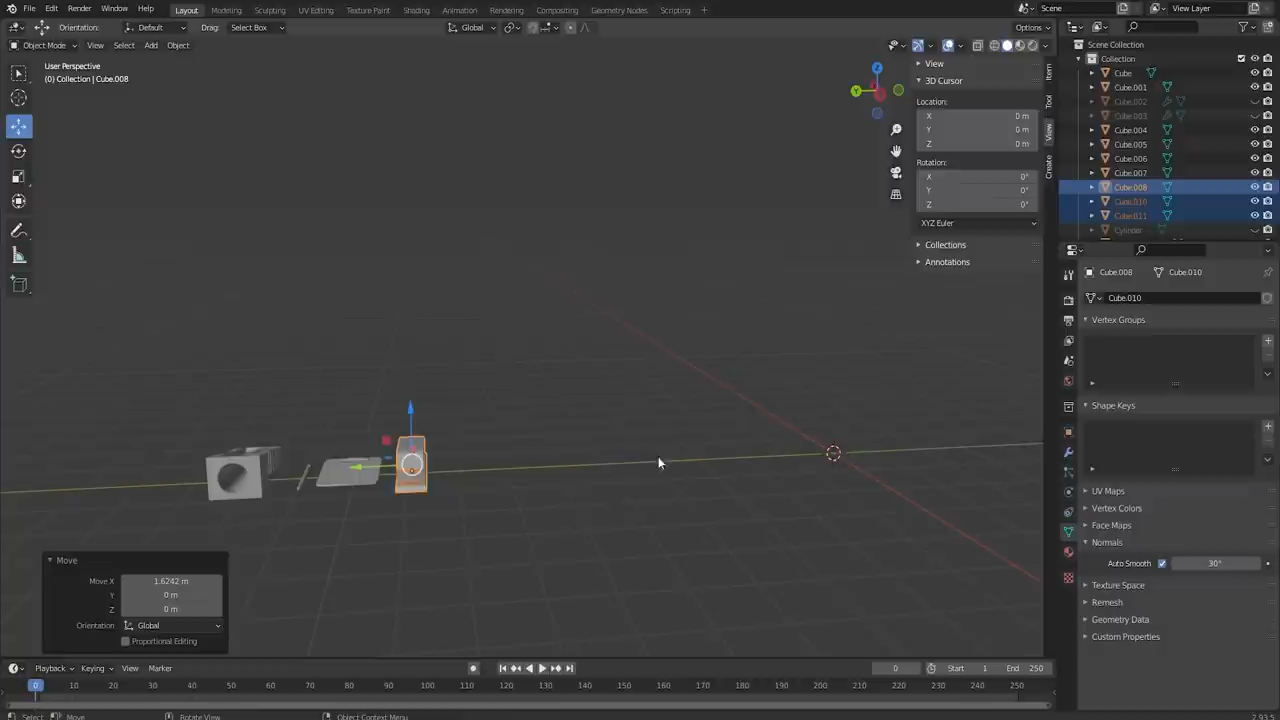 File Edit Render Window Help Layout Modeling Sculpting UV Editing Texture Paint Shading Animation Rendering Compositing Geometry Nodes Scripting + Scene View Layer
Orientation: Default Drag: Select Box Global Options
Object Mode View Select Add Object
User Perspective
(0) Collection | Cube.008
Z
Y
View
3D Cursor
Location:
X 0 m
Y 0 m
Z 0 m
Rotation:
X 0°
Y 0°
Z 0°
XYZ Euler
Collections
Annotations
Item
Tool
View
Create
Scene Collection
Collection
Cube
Cube.001
Cube.002
Cube.003
Cube.004
Cube.005
Cube.006
Cube.007
Cube.008
Cube.010
Cube.011
Cylinder
Cube.008 Cube.010
Cube.010
Vertex Groups
Shape Keys
UV Maps
Vertex Colors
Face Maps
Normals
Auto Smooth 30°
Texture Space
Remesh
Geometry Data
Custom Properties
Move
Move X 1.6242 m
Y 0 m
Z 0 m
Orientation Global
Proportional Editing
Playback Keying View Marker 0 Start 1 End 250
0 10 20 30 40 50 60 70 80 90 100 110 120 130 140 150 160 170 180 190 200 210 220 230 240 250
Select Move Rotate View Object Context Menu 2.93.5